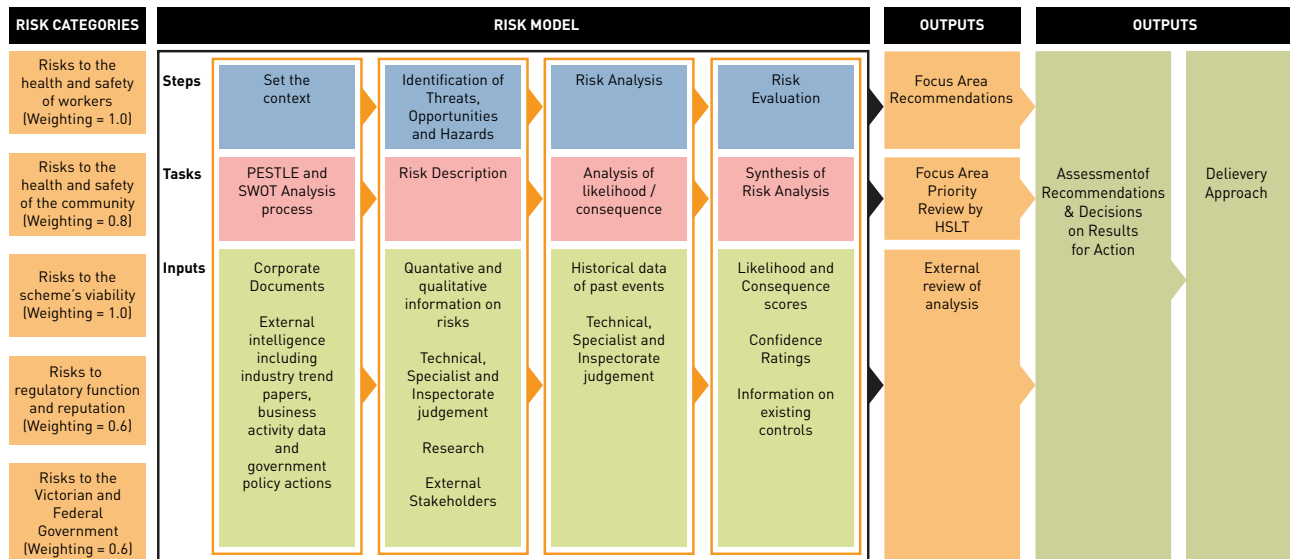 RISK CATEGORIES
RISK MODEL
OUTPUTS
OUTPUTS
Risks to the
health and safety
of workers
(Weighting = 1.0)
Risks to the
health and safety
of the community
(Weighting = 0.8)
Risks to the
scheme's viability
(Weighting = 1.0)
Risks to
regulatory function
and reputation
(Weighting = 0.6)
Risks to the
Victorian and
Federal
Government
(Weighting = 0.6)
Steps
Set the
context
Identification of
Threats,
Opportunities
and Hazards
Risk Analysis
Risk
Evaluation
Tasks
PESTLE and
SWOT Analysis
process
Risk Description
Analysis of
likelihood /
consequence
Synthesis of
Risk Analysis
Inputs
Corporate
Documents
External
intelligence
including
industry trend
papers,
business
activity data
and
government
policy actions
Quantative and
qualitative
information on
risks
Technical,
Specialist and
Inspectorate
judgement
Research
External
Stakeholders
Historical data
of past events
Technical,
Specialist and
Inspectorate
judgement
Likelihood and
Consequence
scores
Confidence
Ratings
Information on
existing
controls
Focus Area
Recommendations
Focus Area
Priority
Review by
HSLT
External
review of
analysis
Assessmentof
Recommendations
& Decisions
on Results
for Action
Delievery
Approach